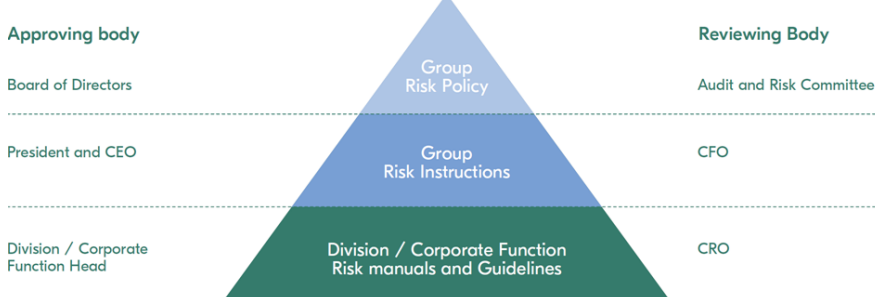 Approving body
Reviewing Body
Group
Risk Policy
Board of Directors
Audit and Risk Committee
President and CEO
Group
Risk Instructions
CFO
Division / Corporate
Function Head
Division / Corporate Function
Risk manuals and Guidelines
CRO